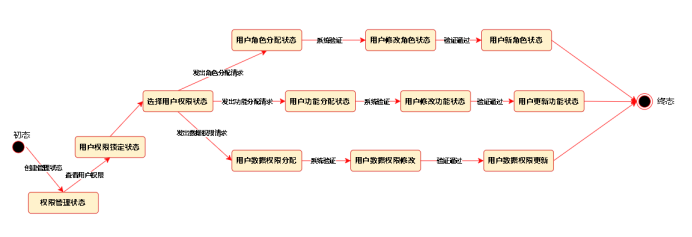 用户角色分配状态
系统验证
用户修改角色状态
验证通过
用户新角色状态
发出角色分配请求
选择用户权限状态
发出功能分配请求
用户功能分配状态
系统验证
用户修改功能状态
验证通过
用户更新功能状态
终态
发出数据权限请求
初态
用户权限预定状态
用户数据权限分配
系统验证
用户数据权限修改
验证通过
用户数据权限更新
创建管理状态
查看用户权限
权限管理状态